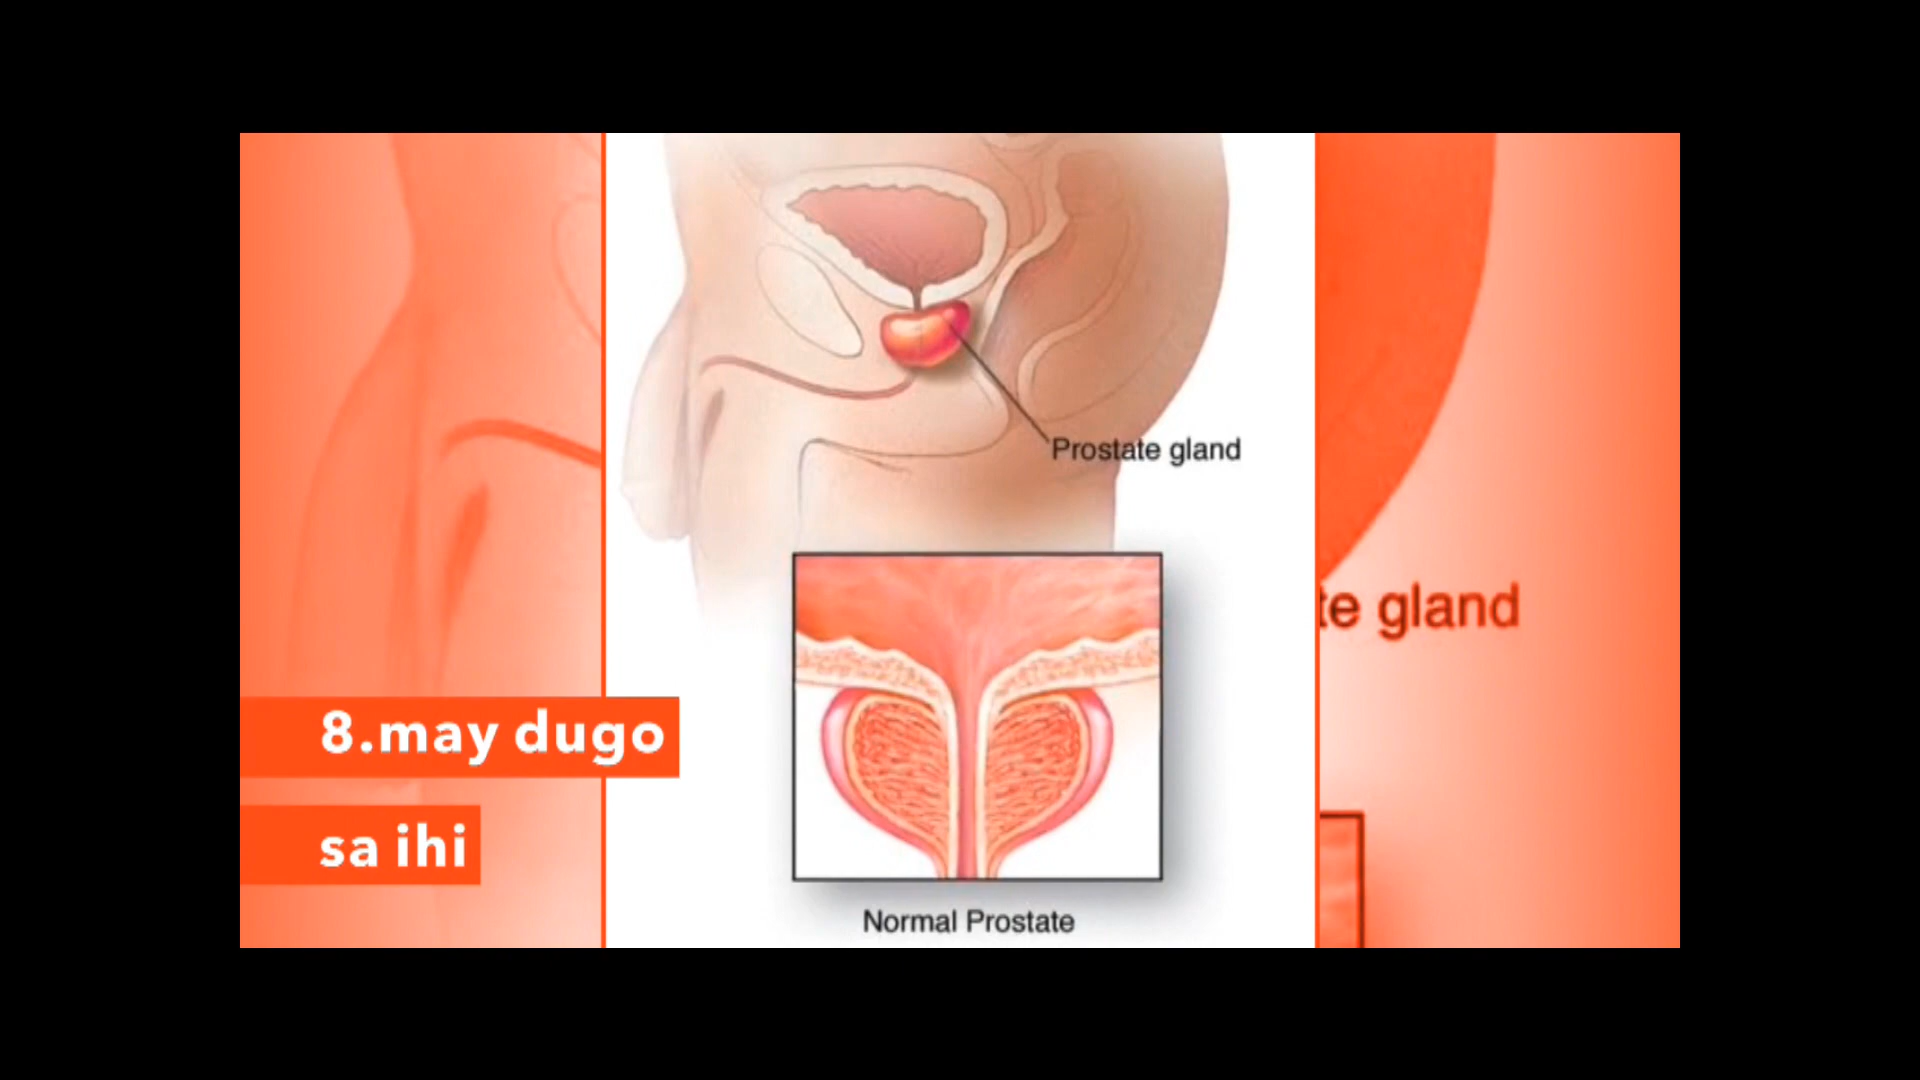 Prostate gland
te gland
8.may dugo
sa ihi
Normal Prostate